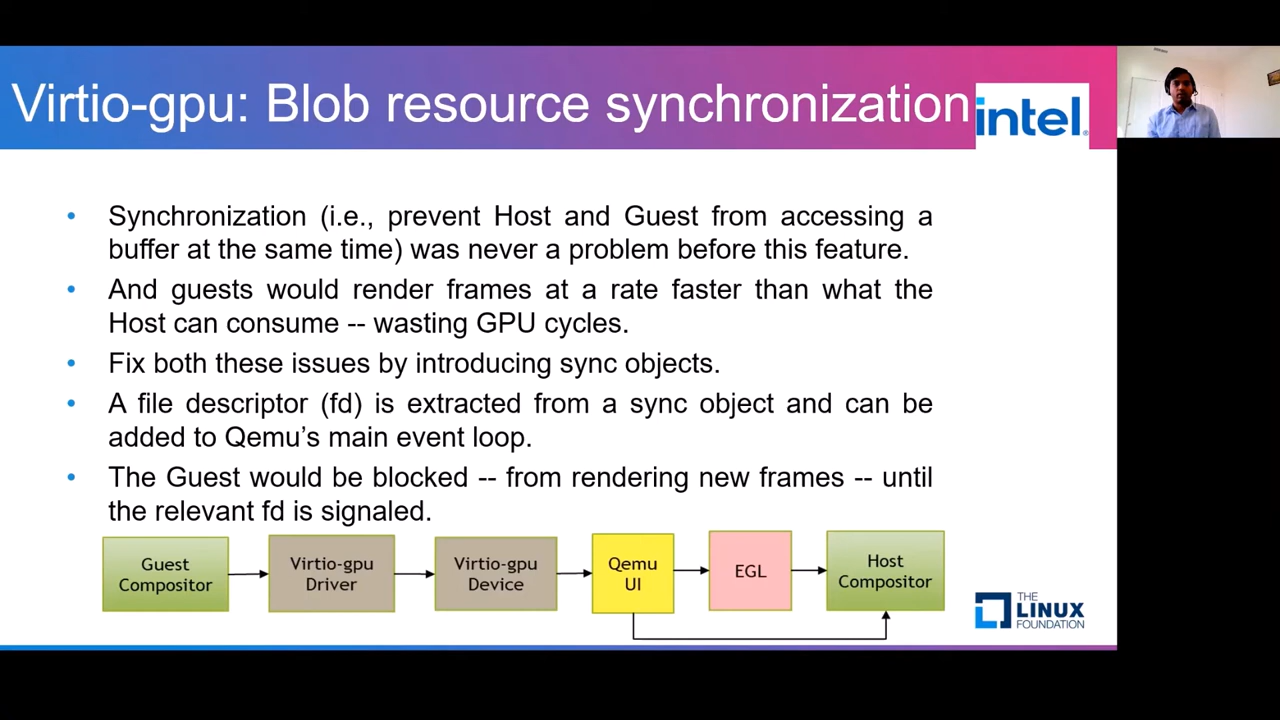 Virtio-gpu: Blob resource synchronization
intel
• Synchronization (i.e., prevent Host and Guest from accessing a
buffer at the same time) was never a problem before this feature.
• And guests would render frames at a rate faster than what the
Host can consume -- wasting GPU cycles.
• Fix both these issues by introducing sync objects.
• A file descriptor (fd) is extracted from a sync object and can be
added to Qemu’s main event loop.
• The Guest would be blocked -- from rendering new frames -- until
the relevant fd is signaled.
Guest
Compositor
Virtio-gpu
Driver
Virtio-gpu
Device
Qemu
UI
EGL
Host
Compositor
THE
LINUX
FOUNDATION